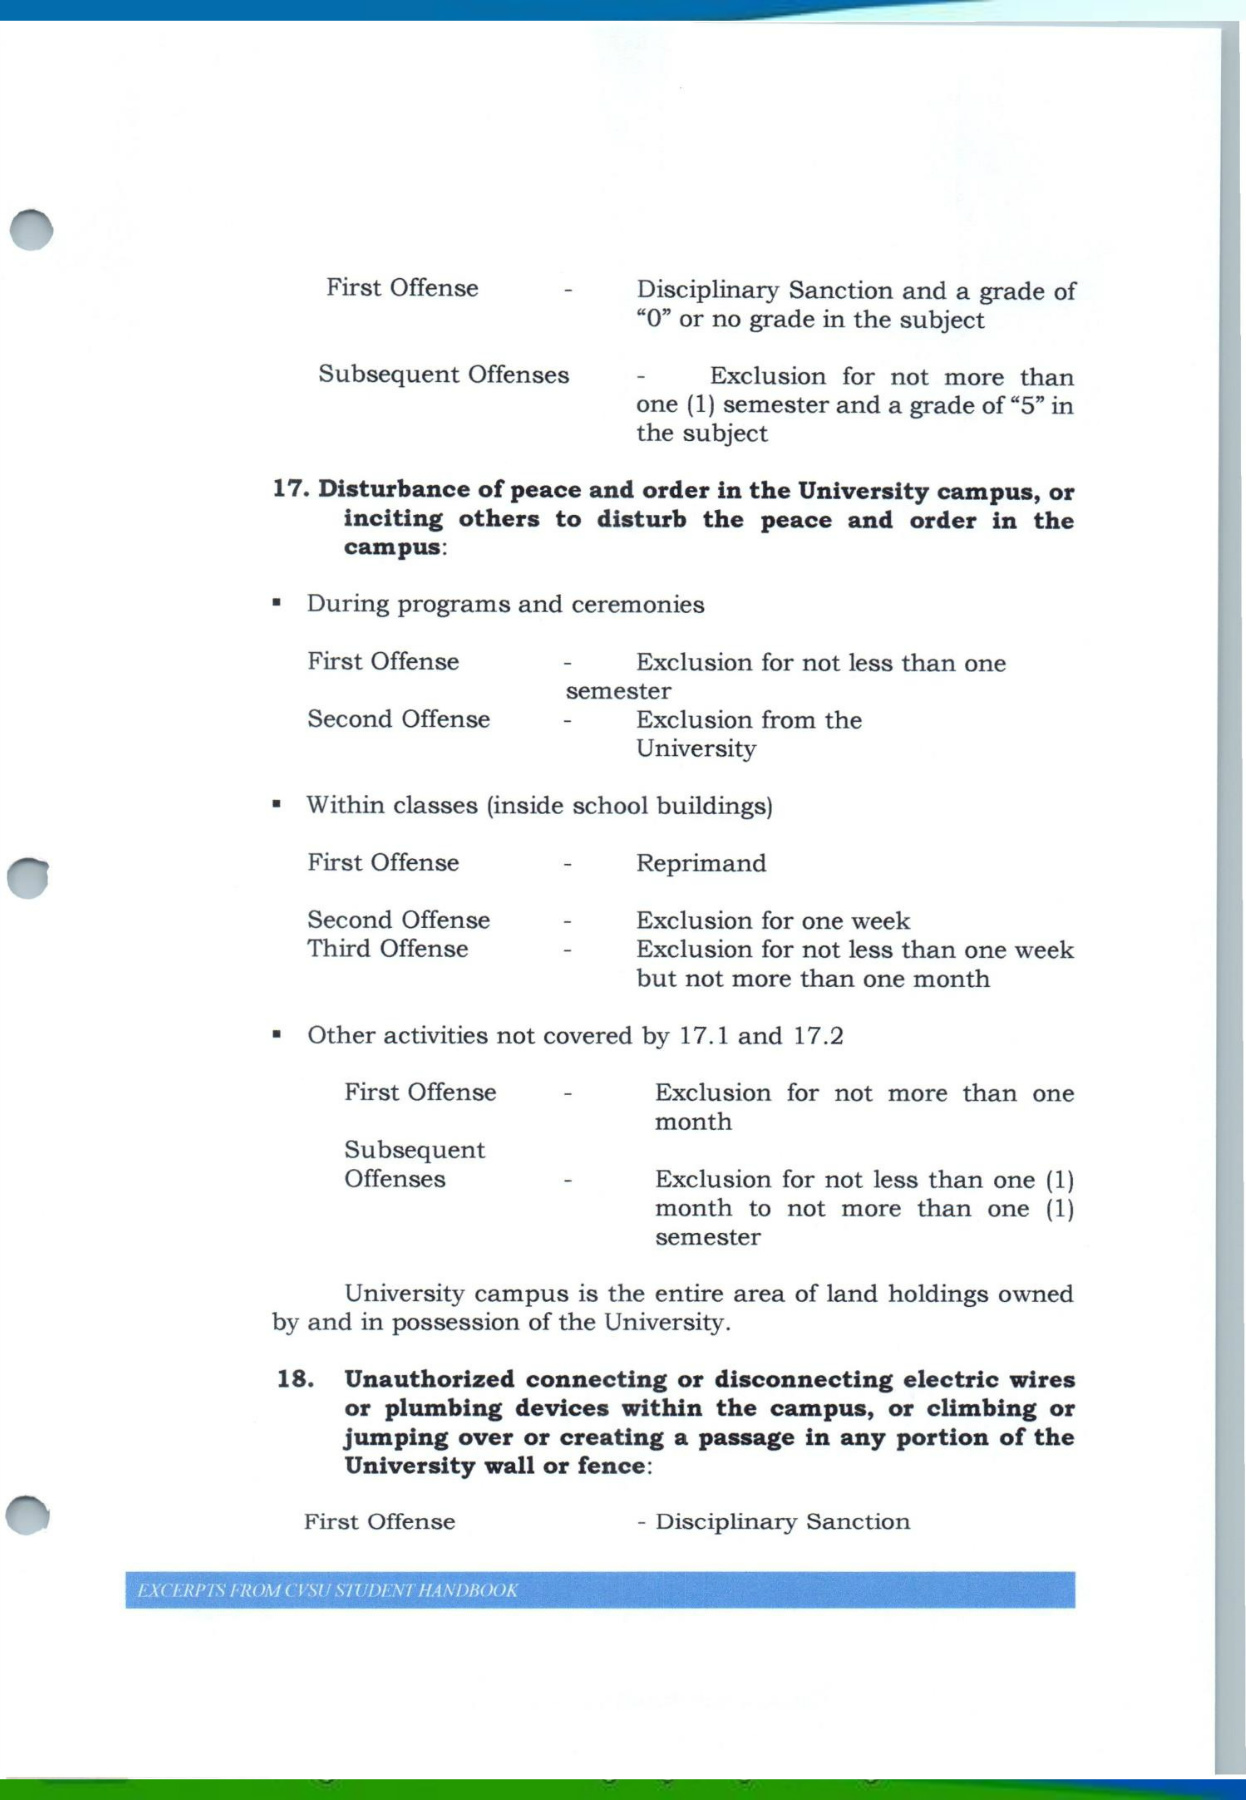 First Offense - Disciplinary Sanction and a grade of
“0” or no grade in the subject
Subsequent Offenses - Exclusion for not more than
one (1) semester and a grade of “5” in
the subject
17. Disturbance of peace and order in the University campus, or
inciting others to disturb the peace and order in the
campus:
▪ During programs and ceremonies
First Offense - Exclusion for not less than one
semester
Second Offense - Exclusion from the
University
▪ Within classes (inside school buildings)
First Offense - Reprimand
Second Offense - Exclusion for one week
Third Offense - Exclusion for not less than one week
but not more than one month
▪ Other activities not covered by 17.1 and 17.2
First Offense - Exclusion for not more than one
month
Subsequent
Offenses - Exclusion for not less than one (1)
month to not more than one (1)
semester
University campus is the entire area of land holdings owned
by and in possession of the University.
18. Unauthorized connecting or disconnecting electric wires
or plumbing devices within the campus, or climbing or
jumping over or creating a passage in any portion of the
University wall or fence:
First Offense - Disciplinary Sanction
EXCERPTS FROM CVSU STUDENT HANDBOOK